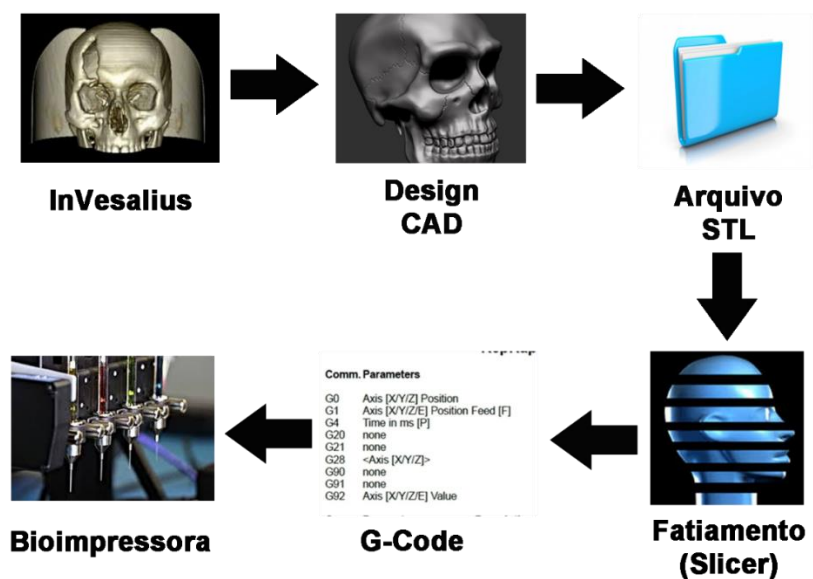 InVesalius
Design
CAD
Arquivo
STL
Comm. Parameters
G0 Axis [X/Y/Z] Position
G1 Axis [X/Y/Z/E] Position Feed [F]
G4 Time in ms [P]
G20 none
G21 none
G28 <Axis [X/Y/Z]>
G90 none
G91 none
G92 Axis [X/Y/Z/E] Value
Bioimpressora
G-Code
Fatiamento
(Slicer)